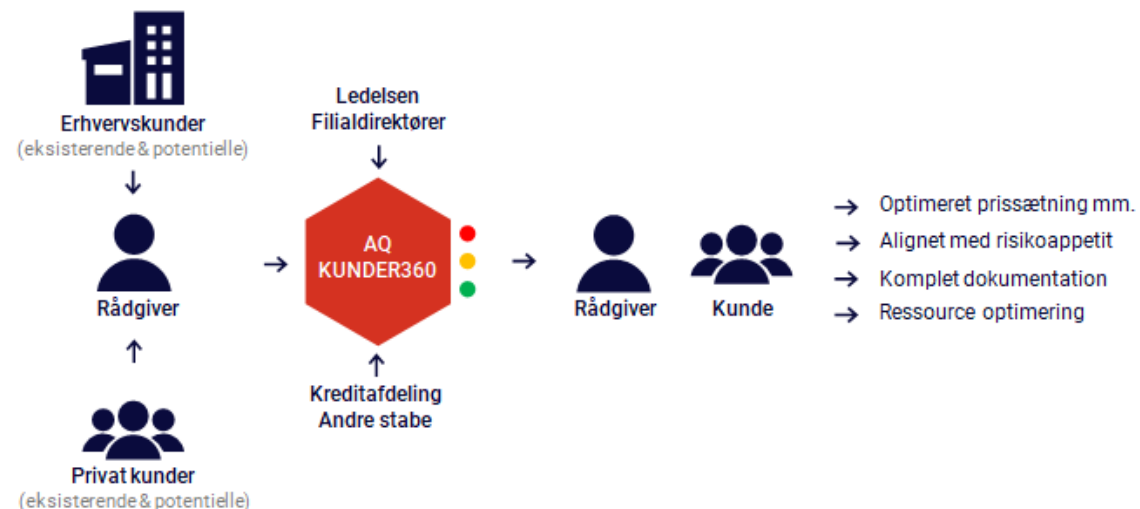 Erhvervskunder
(eksisterende & potentielle)
Rådgiver
Privat kunder
(eksisterende & potentielle)
Ledelsen
Filialdirektører
AQ
KUNDER360
Kreditafdeling
Andre stabe
Rådgiver
Kunde
Optimeret prissætning mm.
Alignet med risikoappetit
Komplet dokumentation
Ressource optimering